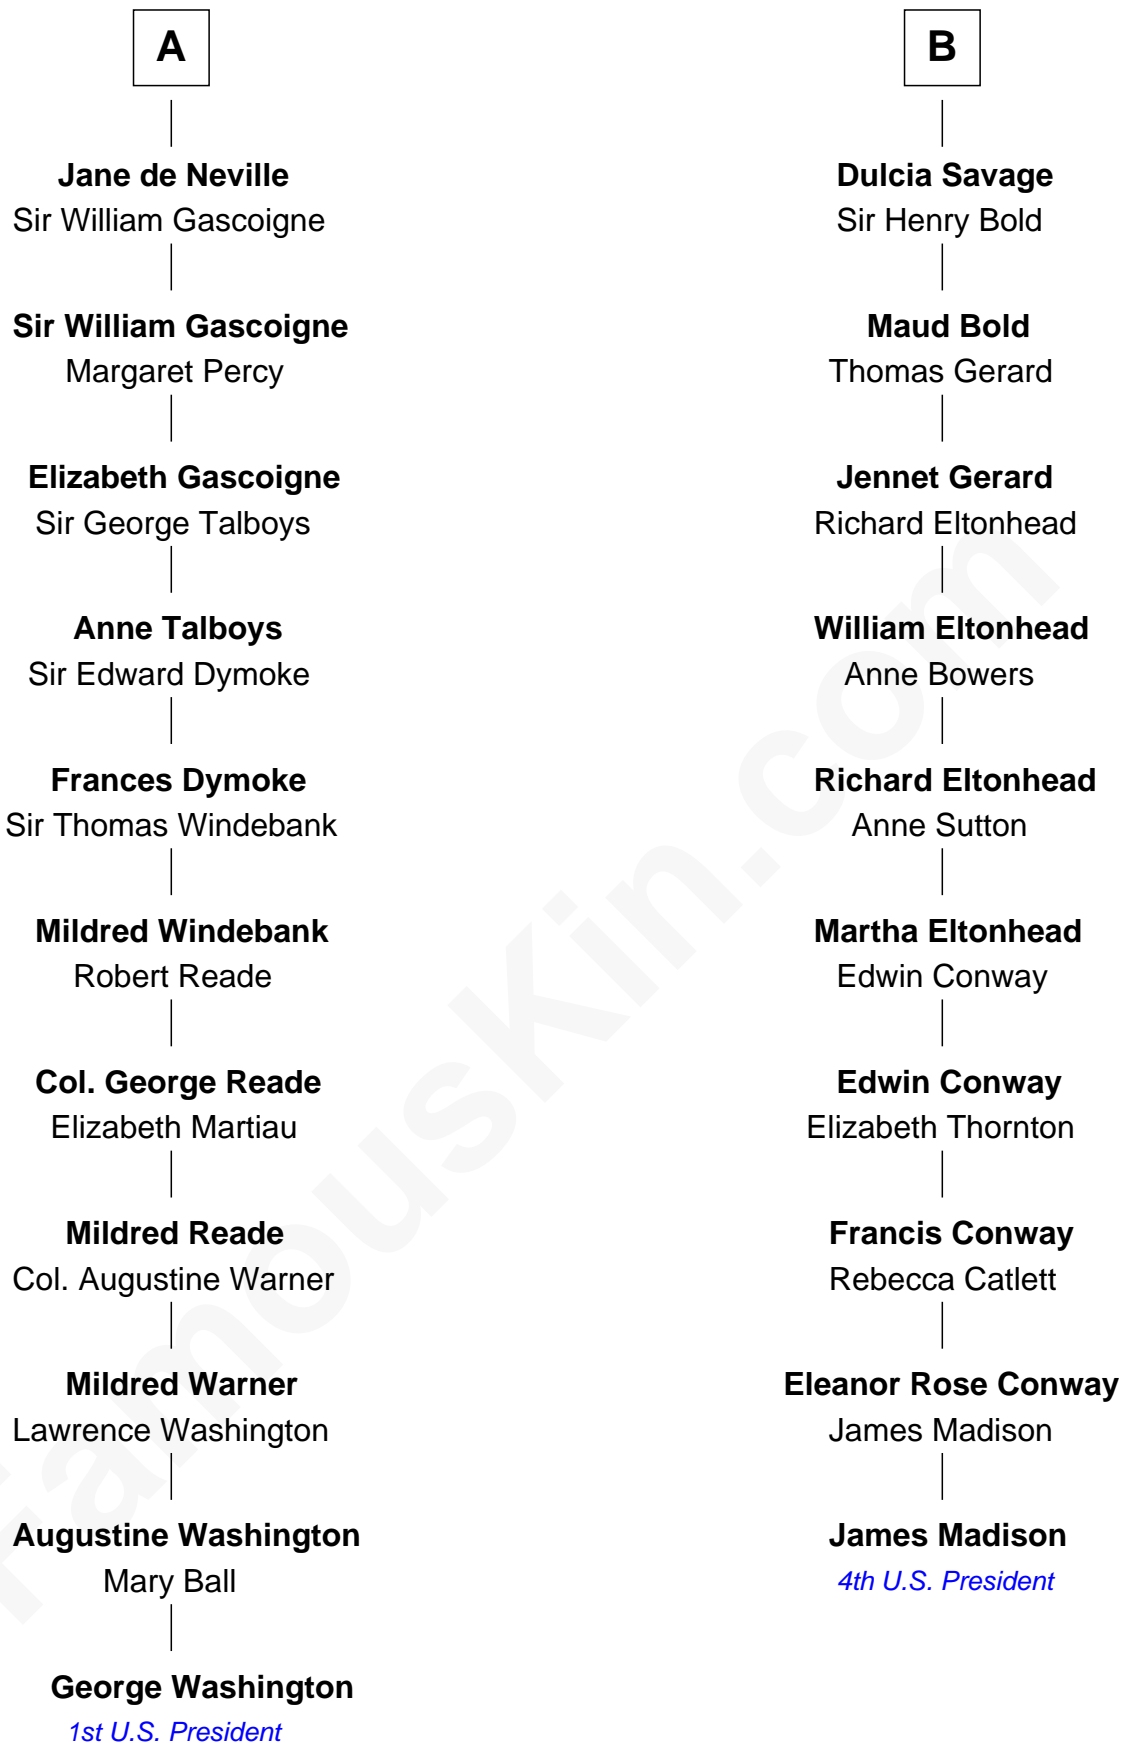 A
Jane de Neville
Sir William Gascoigne
Sir William Gascoigne
Margaret Percy
Elizabeth Gascoigne
Sir George Talboys
Anne Talboys
Sir Edward Dymoke
Frances Dymoke
Sir Thomas Windebank
Mildred Windebank
Robert Reade
Col. George Reade
Elizabeth Martiau
Mildred Reade
Col. Augustine Warner
Mildred Warner
Lawrence Washington
Augustine Washington
Mary Ball
George Washington
1st U.S. President
B
Dulcia Savage
Sir Henry Bold
Maud Bold
Thomas Gerard
Jennet Gerard
Richard Eltonhead
William Eltonhead
Anne Bowers
Richard Eltonhead
Anne Sutton
Martha Eltonhead
Edwin Conway
Edwin Conway
Elizabeth Thornton
Francis Conway
Rebecca Catlett
Eleanor Rose Conway
James Madison
James Madison
4th U.S. President
FamousKin.com